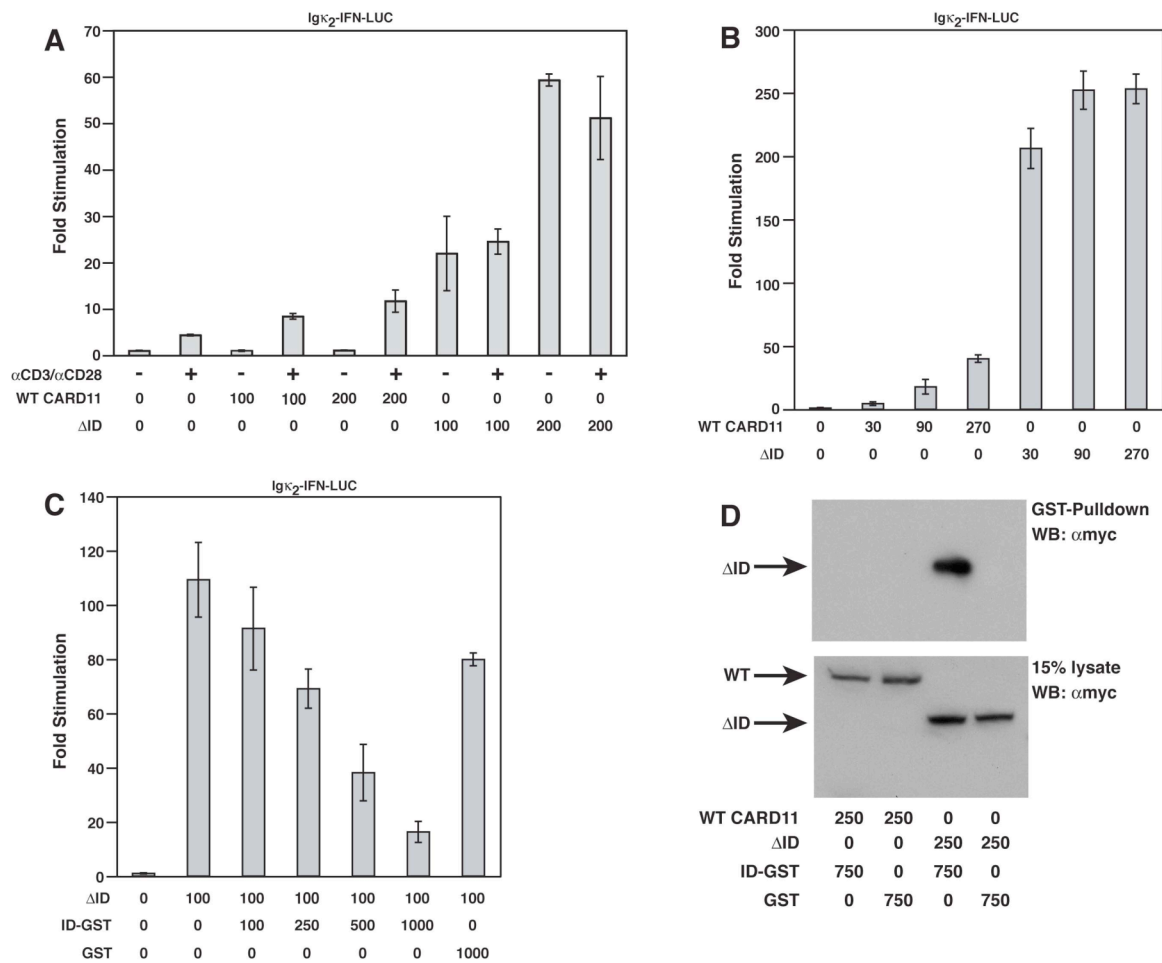 A
Igκ2-IFN-LUC
Fold Stimulation
70
60
50
40
30
20
10
0
αCD3/αCD28 - + - + - + - + - +
WT CARD11 0 0 100 100 200 200 0 0 0 0
ΔID 0 0 0 0 0 0 100 100 200 200
B
Igκ2-IFN-LUC
Fold Stimulation
300
250
200
150
100
50
0
WT CARD11 0 30 90 270 0 0 0
ΔID 0 0 0 0 30 90 270
C
Igκ2-IFN-LUC
Fold Stimulation
140
120
100
80
60
40
20
0
ΔID 0 100 100 100 100 100 100
ID-GST 0 0 100 250 500 1000 0
GST 0 0 0 0 0 0 1000
D
GST-Pulldown
WB: αmyc
ΔID
15% lysate
WB: αmyc
WT
ΔID
WT CARD11 250 250 0 0
ΔID 0 0 250 250
ID-GST 750 0 750 0
GST 0 750 0 750